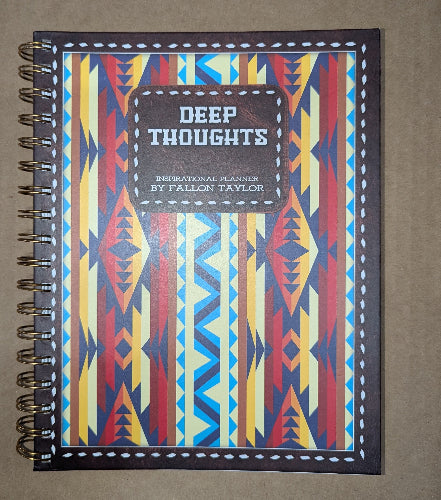 DEEP
THOUGHTS
INSPIRATIONAL PLANNER
BY FALLON TAYLOR